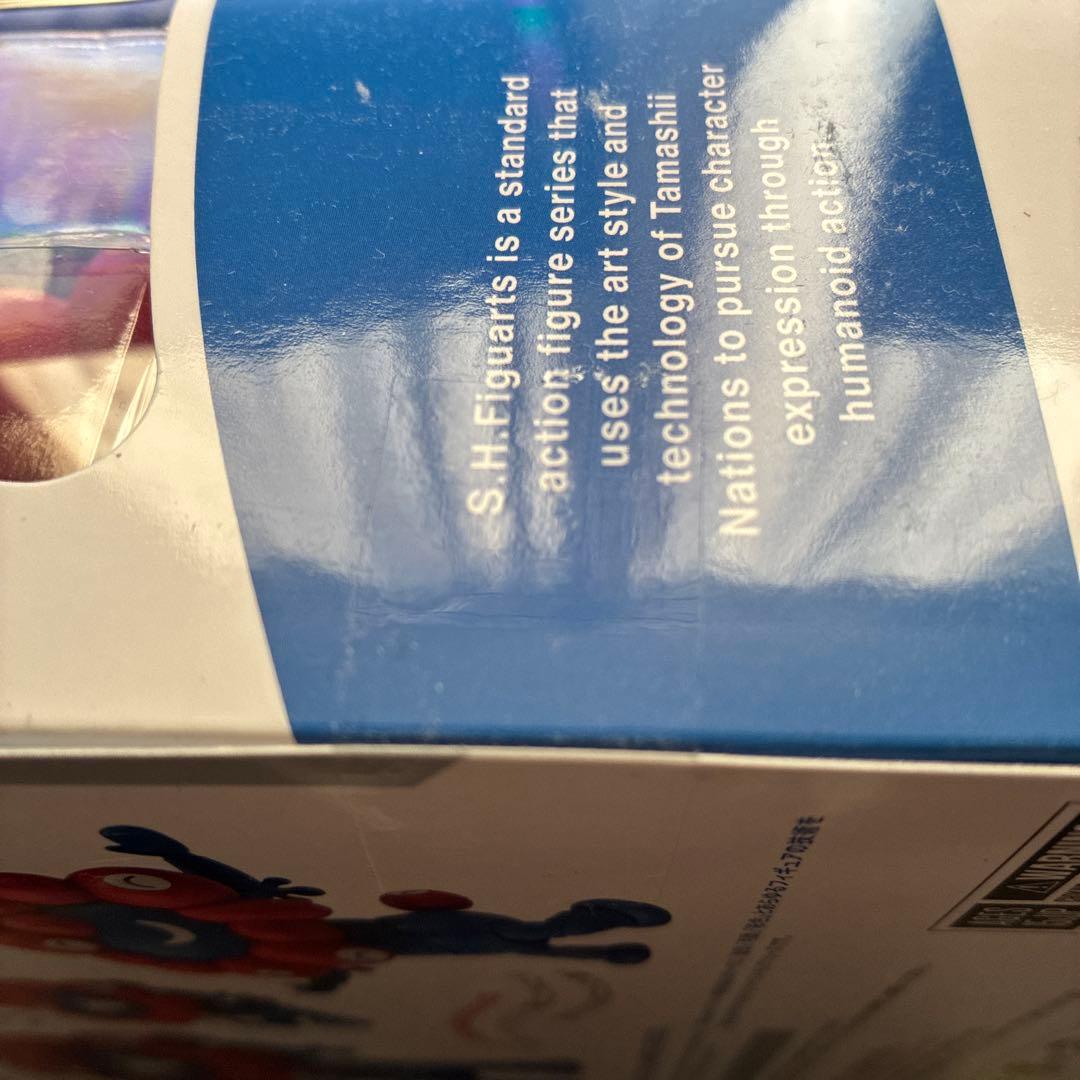 S.H.Figuarts is a standard
action figure series that
uses the art style and
technology of Tamashii
Nations to pursue character
expression through
humanoid action.
WARNING